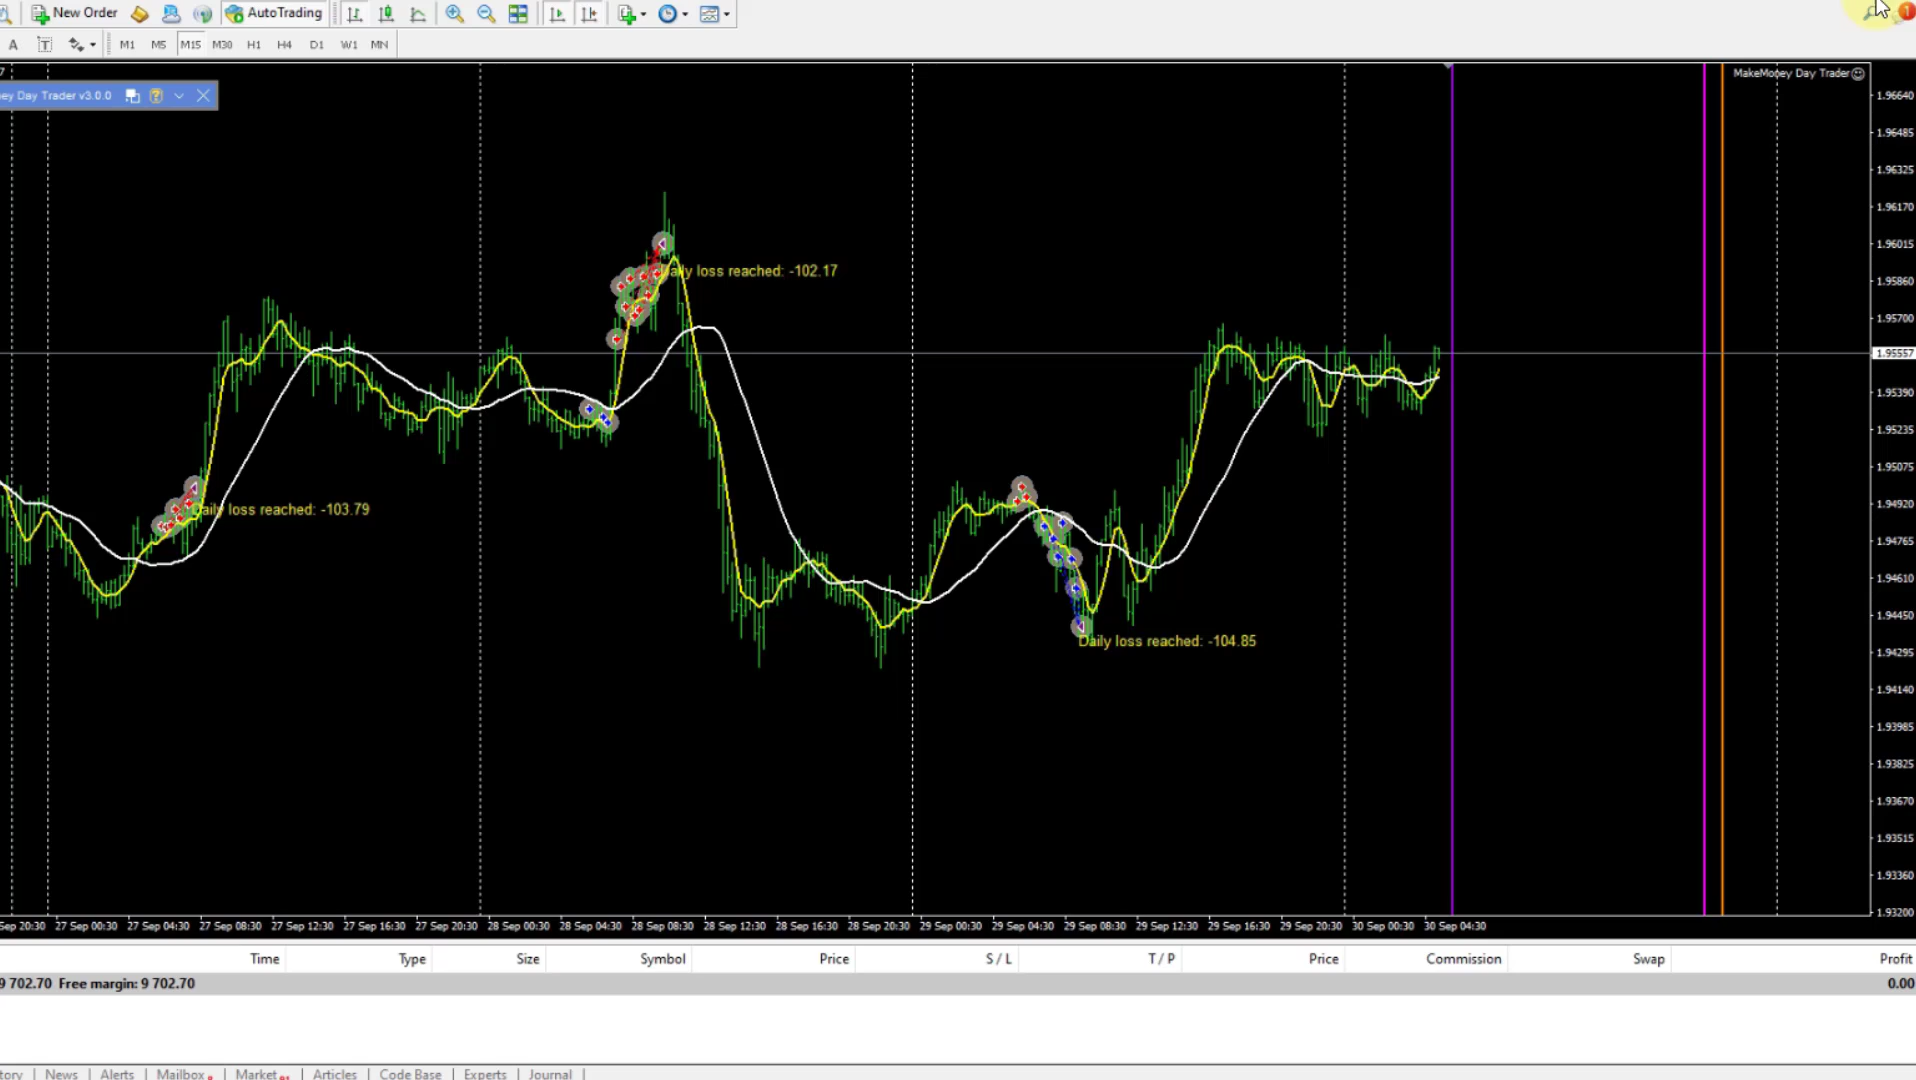 New Order AutoTrading 1
A T M1 M5 M15 M30 H1 H4 D1 W1 MN
7
MakeMoney Day Trader
ey Day Trader v3.0.0
1.96640
1.96485
1.96325
1.96170
1.96015
Daily loss reached: -102.17
1.95860
1.95700
1.95557
1.95390
1.95235
1.95075
Daily loss reached: -103.79
1.94920
1.94765
1.94610
1.94450
Daily loss reached: -104.85
1.94295
1.94140
1.93985
1.93825
1.93670
1.93515
1.93360
1.93200
Sep 20:30 27 Sep 00:30 27 Sep 04:30 27 Sep 08:30 27 Sep 12:30 27 Sep 16:30 27 Sep 20:30 28 Sep 00:30 28 Sep 04:30 28 Sep 08:30 28 Sep 12:30 28 Sep 16:30 28 Sep 20:30 29 Sep 00:30 29 Sep 04:30 29 Sep 08:30 29 Sep 12:30 29 Sep 16:30 29 Sep 20:30 30 Sep 00:30 30 Sep 04:30
Time Type Size Symbol Price S / L T / P Price Commission Swap Profit
9 702.70 Free margin: 9 702.70 0.00
tory | News | Alerts | Mailbox | Market | Articles | Code Base | Experts | Journal |